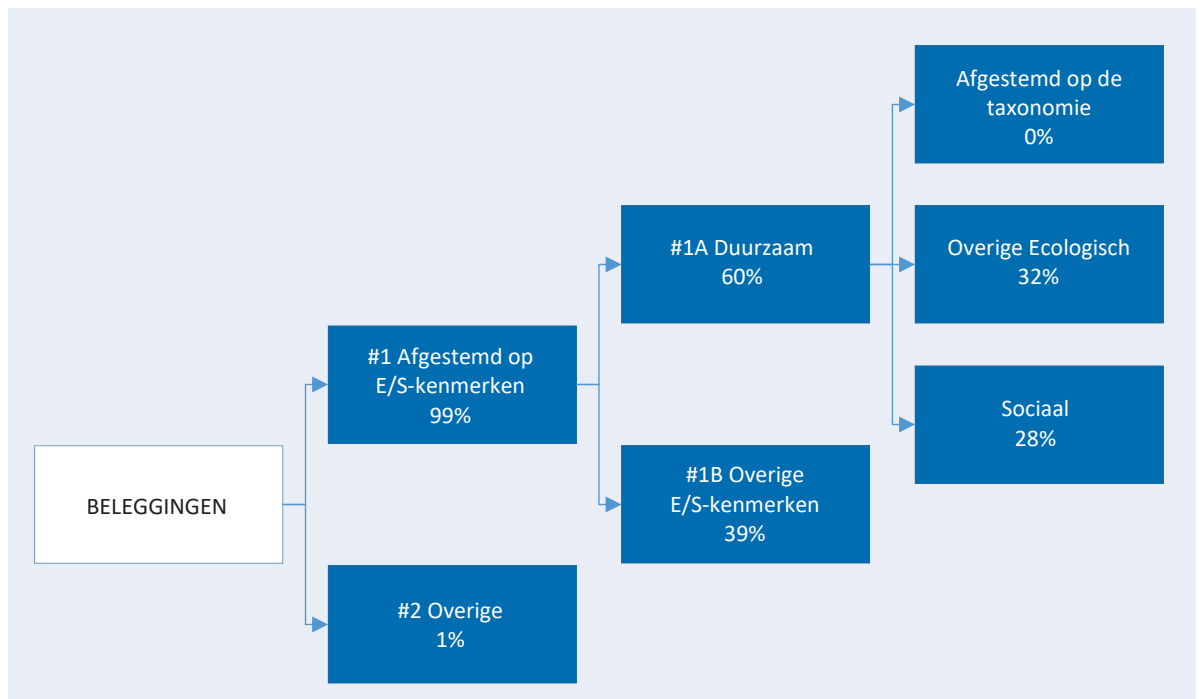 BELEGGINGEN
#1 Afgestemd op
E/S-kenmerken
99%
#2 Overige
1%
#1A Duurzaam
60%
#1B Overige
E/S-kenmerken
39%
Afgestemd op de
taxonomie
0%
Overige Ecologisch
32%
Sociaal
28%